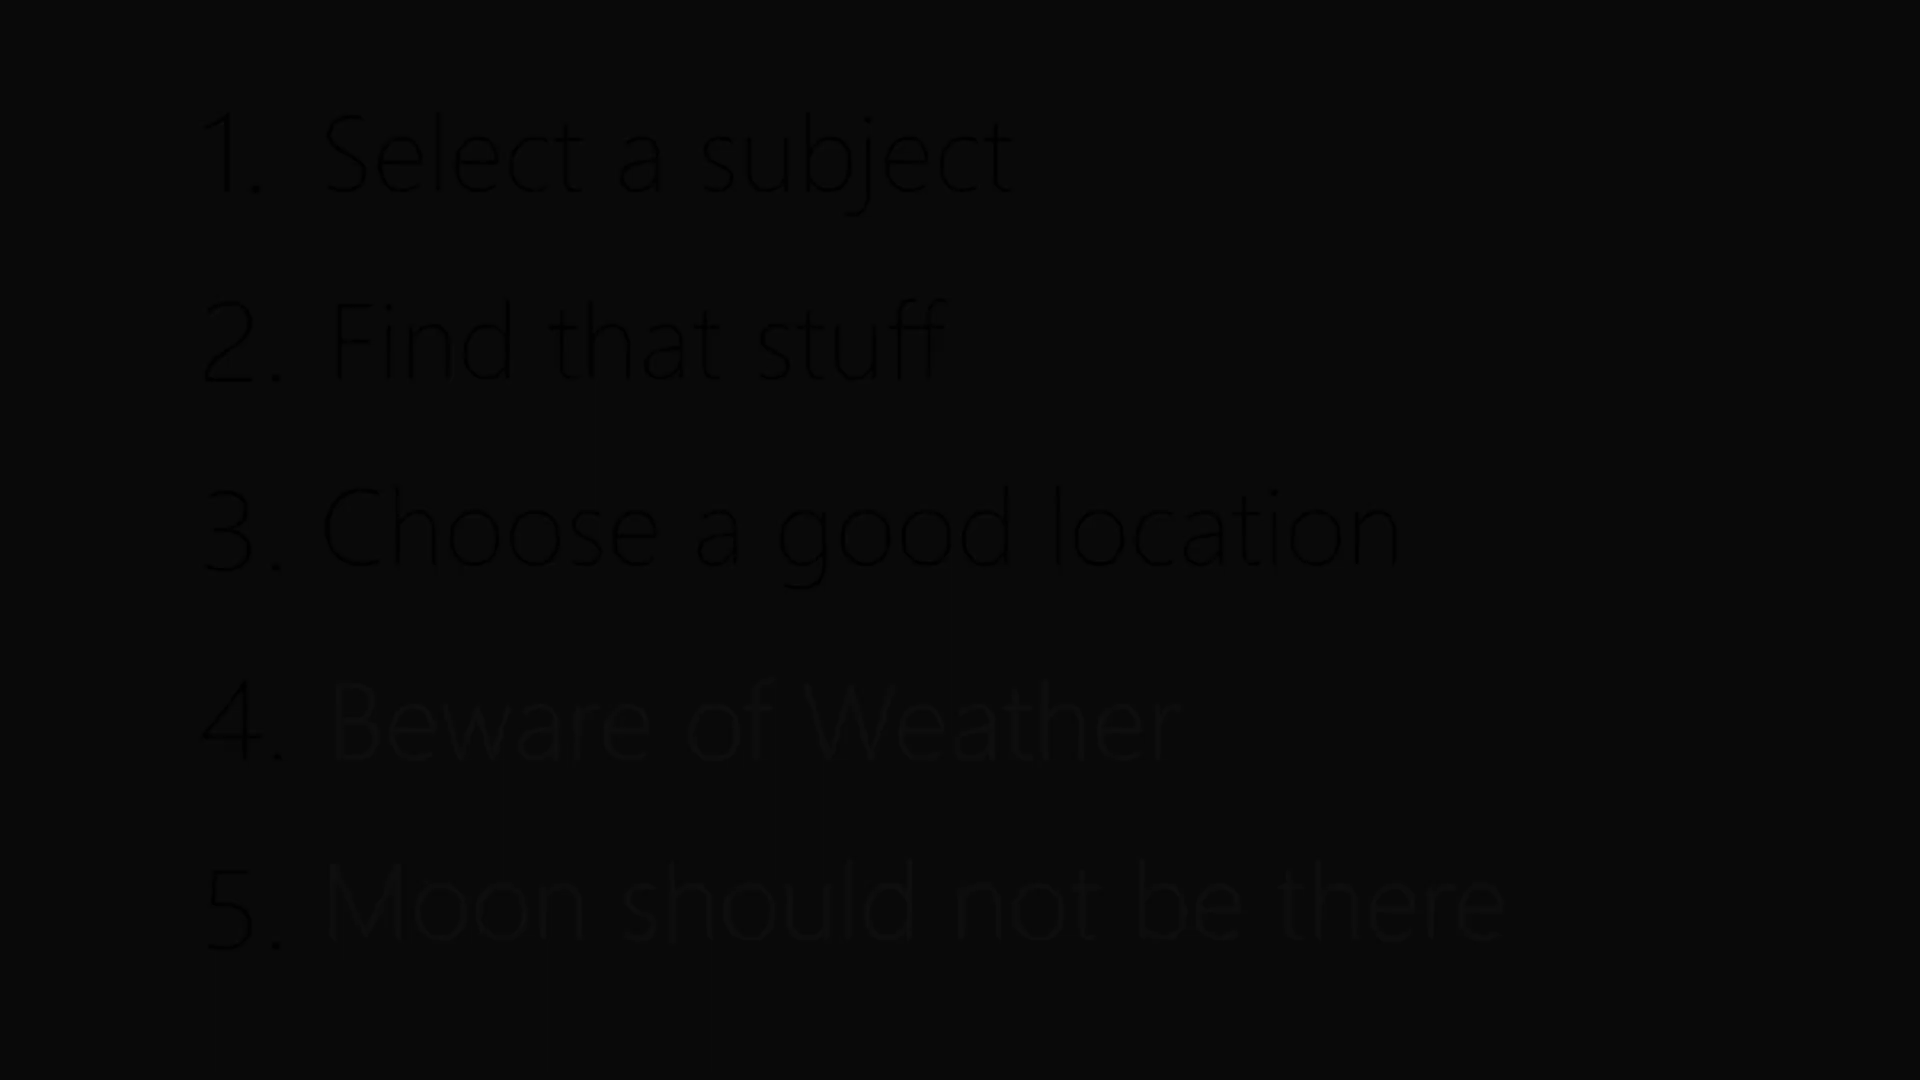 1. Select a subject
2. Find that stuff
3. Choose a good location
4. Beware of Weather
5. Moon should not be there